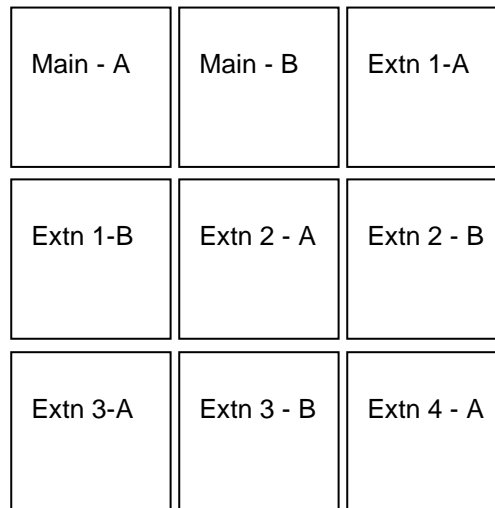 Main - A
Main - B
Extn 1-A
Extn 1-B
Extn 2 - A
Extn 2 - B
Extn 3-A
Extn 3 - B
Extn 4 - A